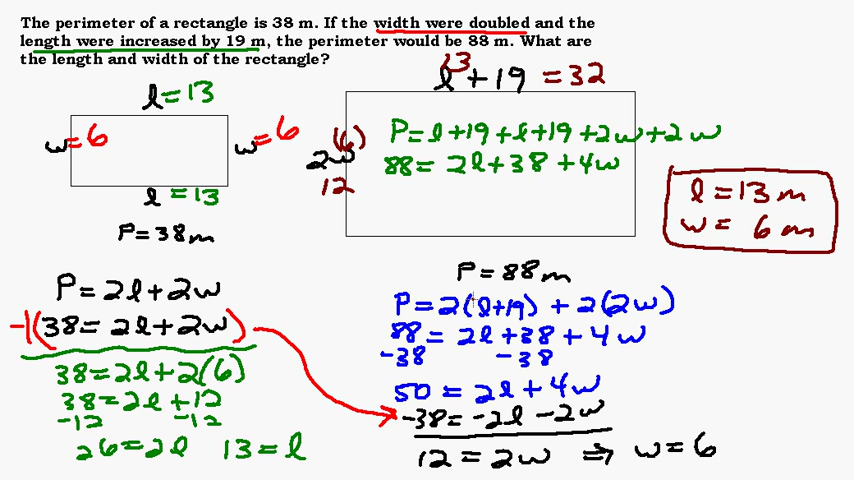 The perimeter of a rectangle is 38 m. If the width were doubled and the
length were increased by 19 m, the perimeter would be 88 m. What are
the length and width of the rectangle?
l = 13
w = 6
w = 6
l = 13
P = 38 m
13
l + 19 = 32
(6)
2w
12
P = l + 19 + l + 19 + 2w + 2w
88 = 2l + 38 + 4w
P = 88 m
l = 13 m
w = 6 m
P = 2l + 2w
-1(38 = 2l + 2w)
38 = 2l + 2(6)
38 = 2l + 12
-12 -12
26 = 2l 13 = l
P = 2(l+19) + 2(2w)
88 = 2l + 38 + 4w
-38 -38
50 = 2l + 4w
-38 = -2l - 2w
12 = 2w ⇒ w = 6